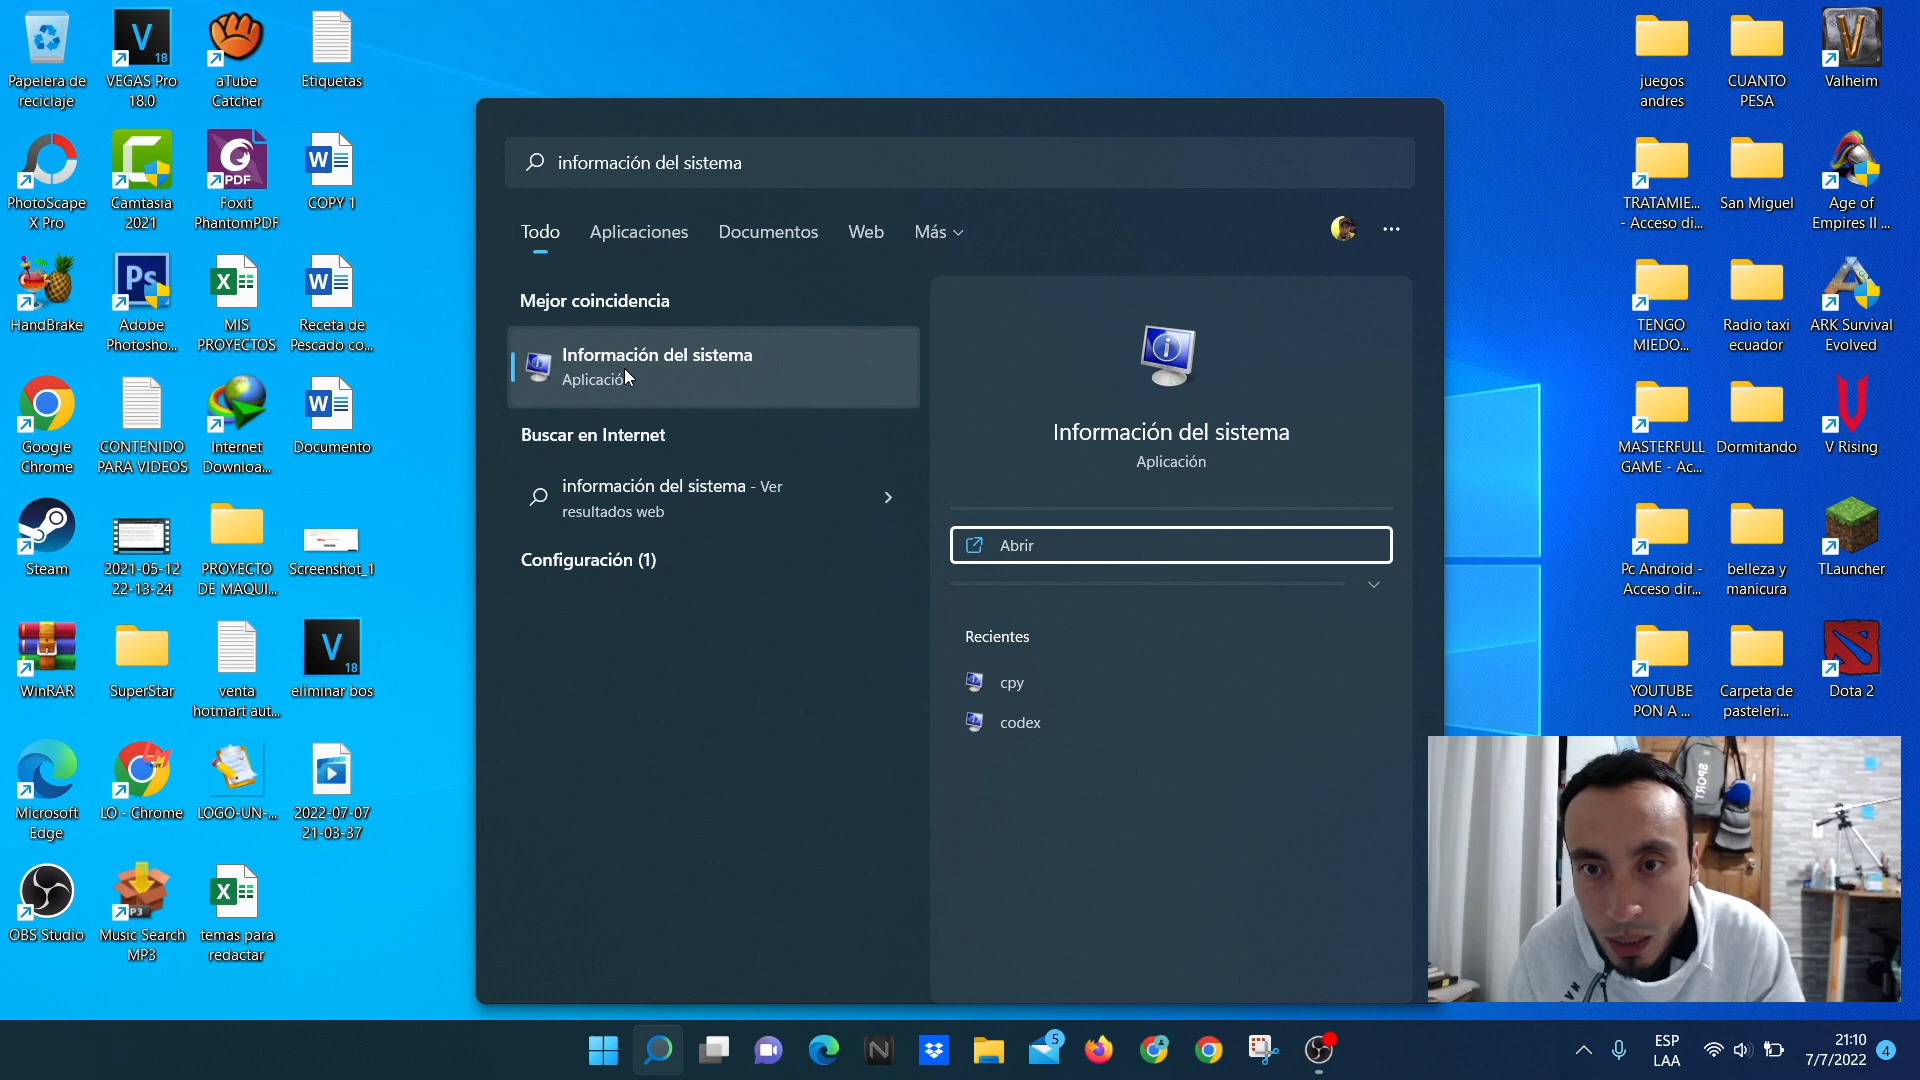 Papelera de
reciclaje
VEGAS Pro
18.0
aTube
Catcher
Etiquetas
PhotoScape
X Pro
Camtasia
2021
Foxit
PhantomPDF
COPY 1
HandBrake
Adobe
Photosho...
MIS
PROYECTOS
Receta de
Pescado co...
Google
Chrome
CONTENIDO
PARA VIDEOS
Internet
Downloa...
Documento
Steam
2021-05-12
22-13-24
PROYECTO
DE MAQUI...
Screenshot_1
WinRAR
SuperStar
venta
hotmart aut...
eliminar bos
Microsoft
Edge
LO - Chrome
LOGO-UN-...
2022-07-07
21-03-37
OBS Studio
Music Search
MP3
temas para
redactar
información del sistema
Todo
Aplicaciones
Documentos
Web
Más
Mejor coincidencia
Información del sistema
Aplicación
Buscar en Internet
información del sistema - Ver
resultados web
Configuración (1)
Información del sistema
Aplicación
Abrir
Recientes
cpy
codex
juegos
andres
CUANTO
PESA
Valheim
TRATAMIE...
- Acceso di...
San Miguel
Age of
Empires II ...
TENGO
MIEDO...
Radio taxi
ecuador
ARK Survival
Evolved
MASTERFULL
GAME - Ac...
Dormitando
V Rising
Pc Android -
Acceso dir...
belleza y
manicura
TLauncher
YOUTUBE
PON A ...
Carpeta de
pasteleri...
Dota 2
SPORT
5
ESP
LAA
21:10
7/7/2022
4